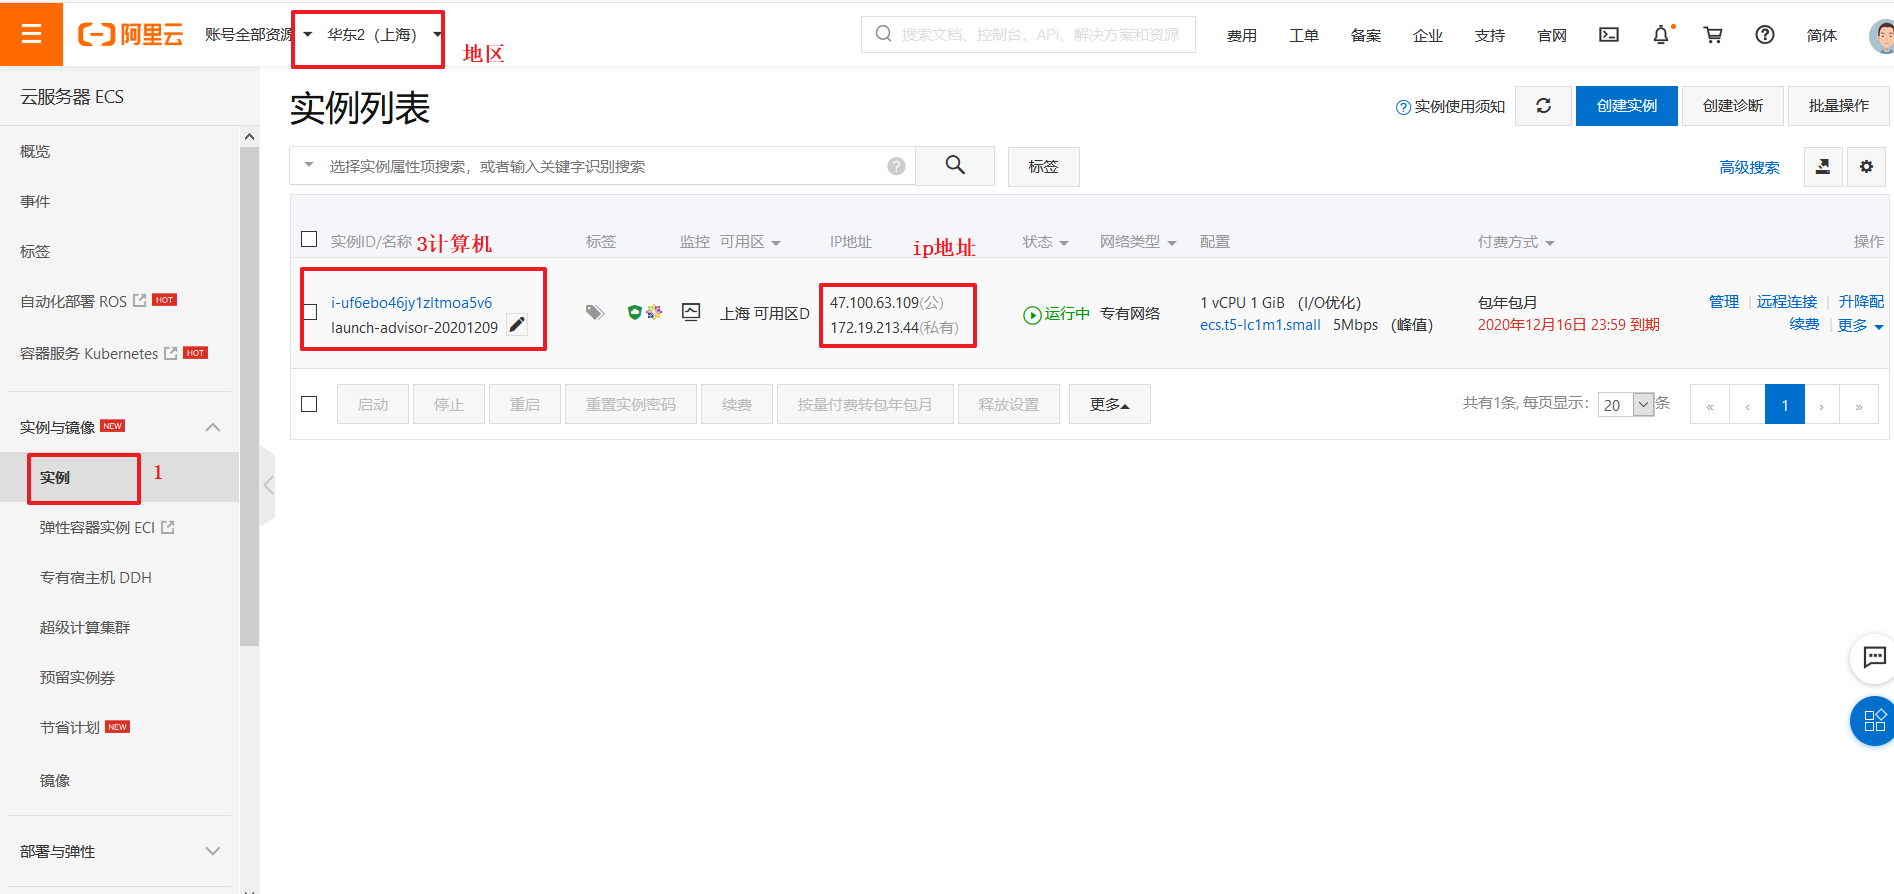 阿里云
账号全部资源
华东2（上海）
地区
搜索文档、控制台、API、解决方案和资源
费用
工单
备案
企业
支持
官网
简体
云服务器 ECS
概览
事件
标签
自动化部署 ROS HOT
容器服务 Kubernetes HOT
实例与镜像 NEW
实例
1
弹性容器实例 ECI
专有宿主机 DDH
超级计算集群
预留实例券
节省计划 NEW
镜像
部署与弹性
实例列表
实例使用须知
创建实例
创建诊断
批量操作
选择实例属性项搜索，或者输入关键字识别搜索
标签
高级搜索
实例ID/名称 3计算机 标签 监控 可用区 IP地址 ip地址 状态 网络类型 配置 付费方式 操作
i-uf6ebo46jy1zltmoa5v6
launch-advisor-20201209
上海 可用区D
47.100.63.109(公)
172.19.213.44(私有)
运行中
专有网络
1 vCPU 1 GiB （I/O优化）
ecs.t5-lc1m1.small 5Mbps （峰值）
包年包月
2020年12月16日 23:59 到期
管理 | 远程连接 | 升降配
续费 | 更多
启动
停止
重启
重置实例密码
续费
按量付费转包年包月
释放设置
更多
共有1条, 每页显示： 20 条
« ‹ 1 › »